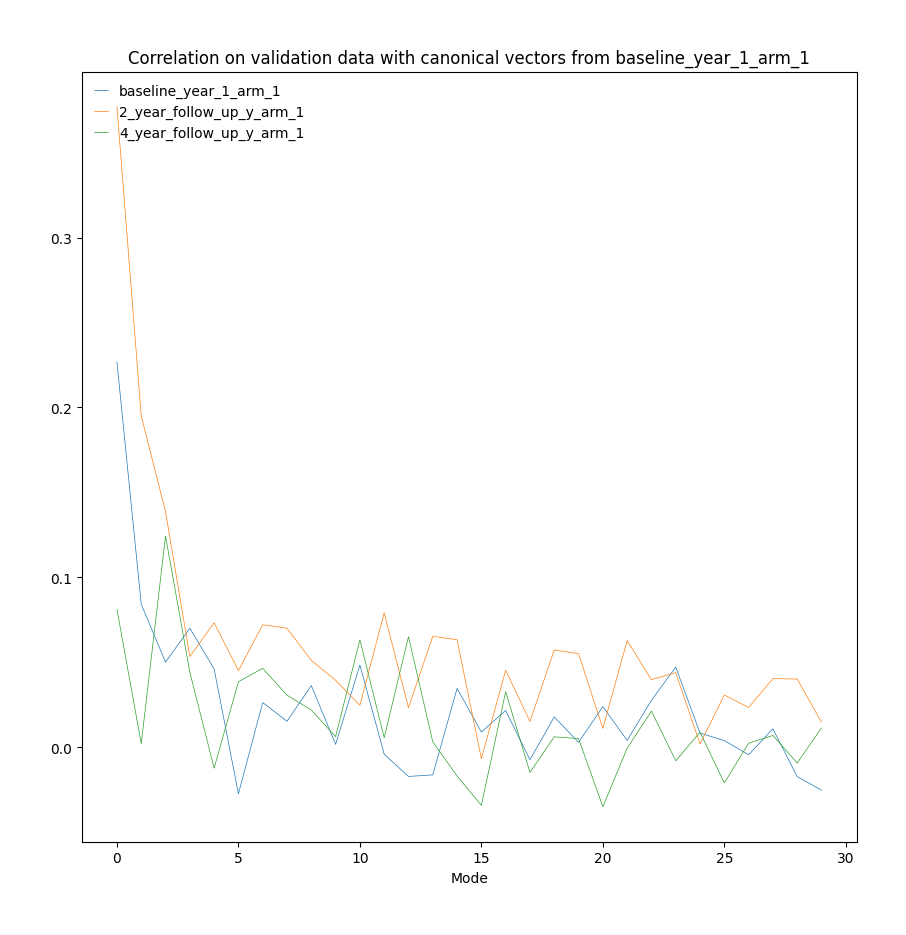 Correlation on validation data with canonical vectors from baseline_year_1_arm_1
baseline_year_1_arm_1
2_year_follow_up_y_arm_1
4_year_follow_up_y_arm_1
0.3
0.2
0.1
0.0
0 5 10 15 20 25 30
Mode